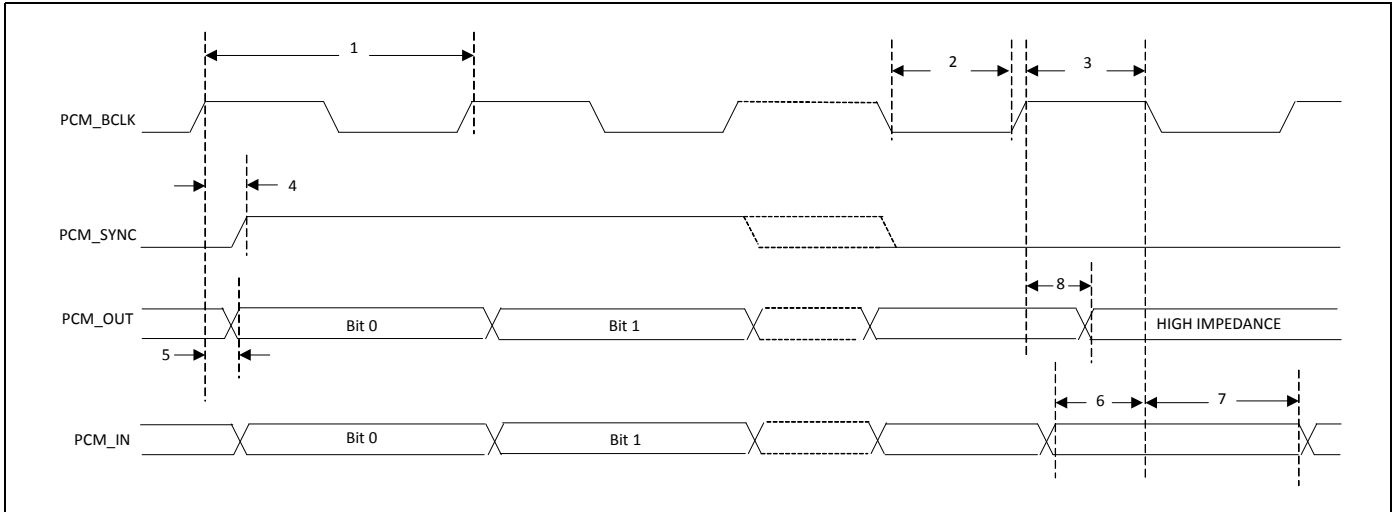 1
2
3
PCM_BCLK
4
PCM_SYNC
8
PCM_OUT
Bit 0
Bit 1
HIGH IMPEDANCE
5
6
7
PCM_IN
Bit 0
Bit 1